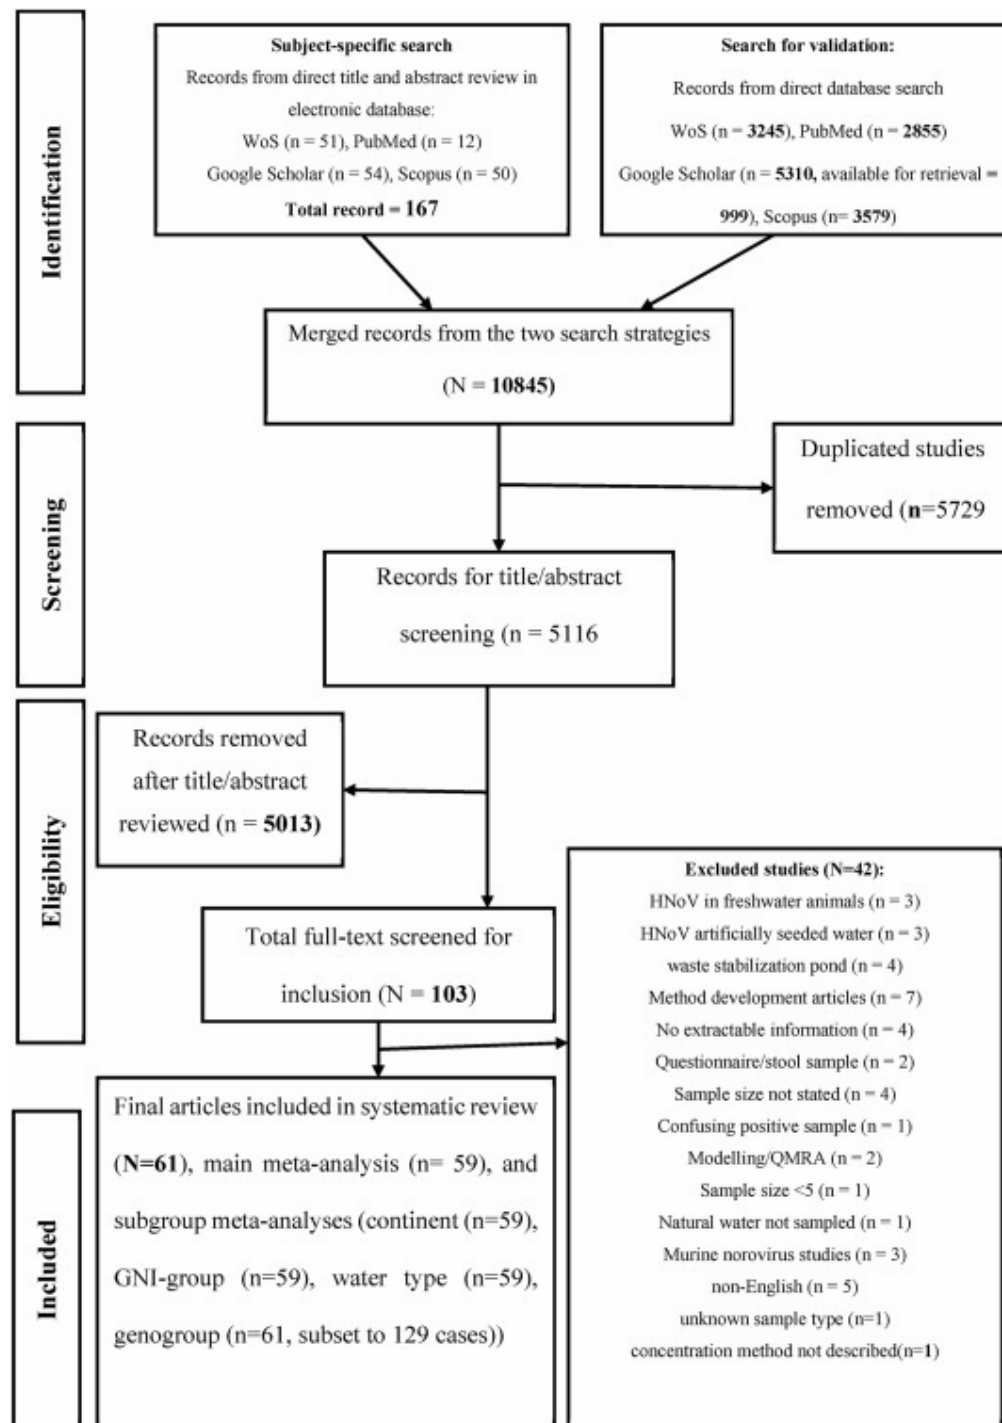 Identification
Subject-specific search
Records from direct title and abstract review in
electronic database:
WoS (n = 51), PubMed (n = 12)
Google Scholar (n = 54), Scopus (n = 50)
Total record = 167
Search for validation:
Records from direct database search
WoS (n = 3245), PubMed (n = 2855)
Google Scholar (n = 5310, available for retrieval =
999), Scopus (n= 3579)
Merged records from the two search strategies
(N = 10845)
Screening
Duplicated studies
removed (n=5729
Records for title/abstract
screening (n = 5116
Eligibility
Records removed
after title/abstract
reviewed (n = 5013)
Total full-text screened for
inclusion (N = 103)
Excluded studies (N=42):
HNoV in freshwater animals (n = 3)
HNoV artificially seeded water (n = 3)
waste stabilization pond (n = 4)
Method development articles (n = 7)
No extractable information (n = 4)
Questionnaire/stool sample (n = 2)
Sample size not stated (n = 4)
Confusing positive sample (n = 1)
Modelling/QMRA (n = 2)
Sample size <5 (n = 1)
Natural water not sampled (n = 1)
Murine norovirus studies (n = 3)
non-English (n = 5)
unknown sample type (n=1)
concentration method not described(n=1)
Included
Final articles included in systematic review
(N=61), main meta-analysis (n= 59), and
subgroup meta-analyses (continent (n=59),
GNI-group (n=59), water type (n=59),
genogroup (n=61, subset to 129 cases))